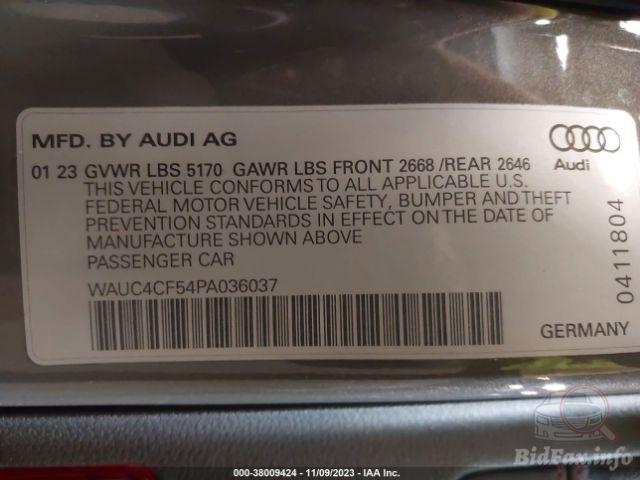 MFD. BY AUDI AG
Audi
01 23 GVWR LBS 5170 GAWR LBS FRONT 2668 /REAR 2646
THIS VEHICLE CONFORMS TO ALL APPLICABLE U.S.
FEDERAL MOTOR VEHICLE SAFETY, BUMPER AND THEFT
PREVENTION STANDARDS IN EFFECT ON THE DATE OF
MANUFACTURE SHOWN ABOVE
PASSENGER CAR
WAUC4CF54PA036037
0411804
GERMANY
BidFax.info
000-38009424 - 11/09/2023 - IAA Inc.